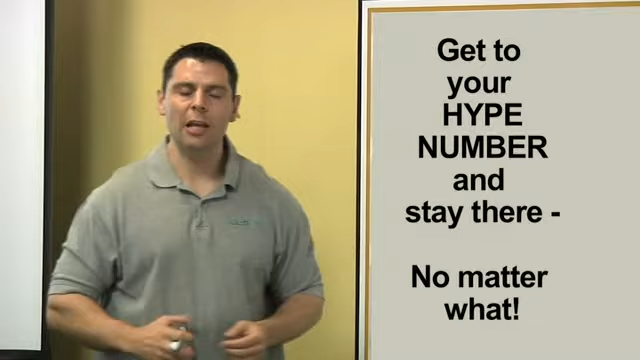 Get to
your
HYPE
NUMBER
and
stay there -
No matter
what!